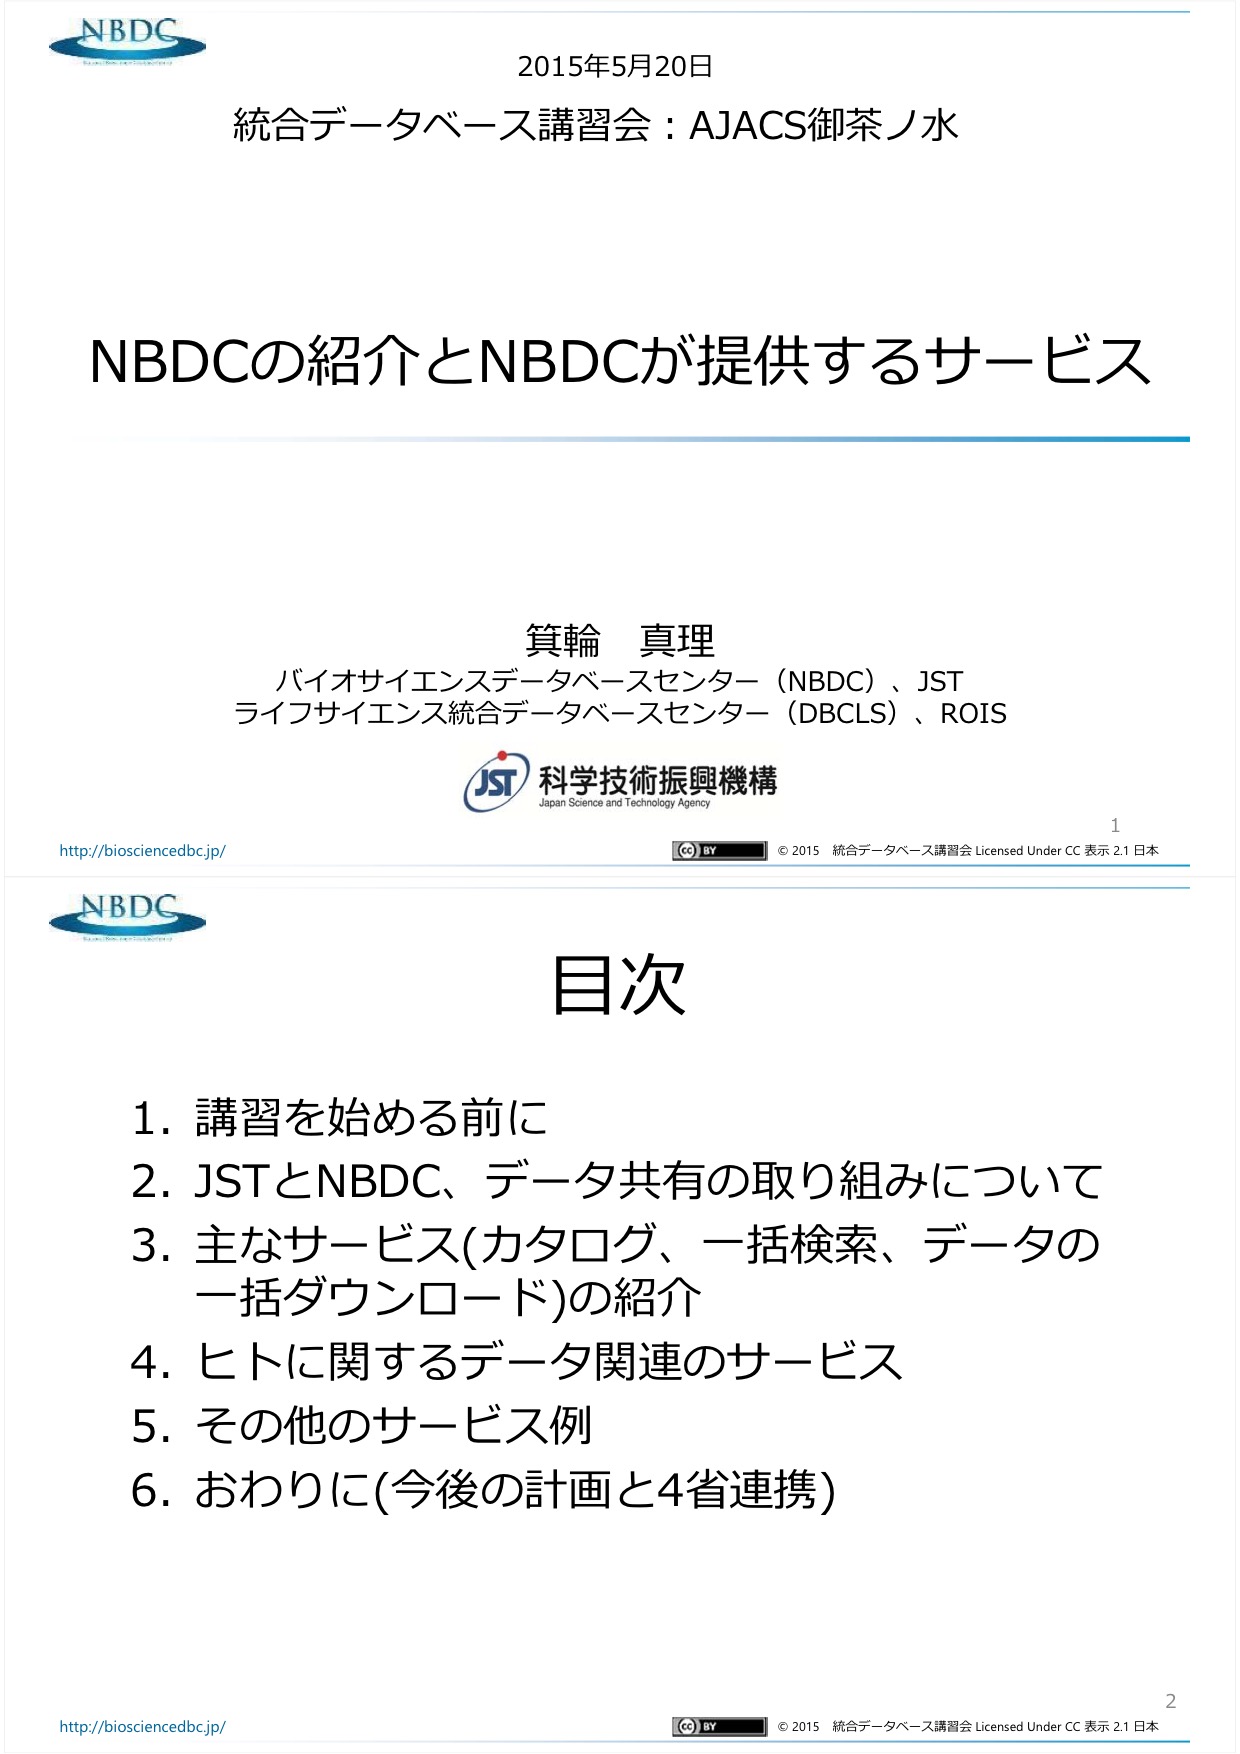 NBDC
2015年5月20日
統合データベース講習会：AJACS御茶ノ水
NBDCの紹介とNBDCが提供するサービス
箕輪　真理
バイオサイエンスデータベースセンター（NBDC）、JST
ライフサイエンス統合データベースセンター（DBCLS）、ROIS
JST 科学技術振興機構
Japan Science and Technology Agency
1
http://biosciencedbc.jp/
cc BY © 2015　統合データベース講習会 Licensed Under CC 表示 2.1 日本
NBDC
目次
1. 講習を始める前に
2. JSTとNBDC、データ共有の取り組みについて
3. 主なサービス(カタログ、一括検索、データの
一括ダウンロード)の紹介
4. ヒトに関するデータ関連のサービス
5. その他のサービス例
6. おわりに(今後の計画と4省連携)
2
http://biosciencedbc.jp/
cc BY © 2015　統合データベース講習会 Licensed Under CC 表示 2.1 日本